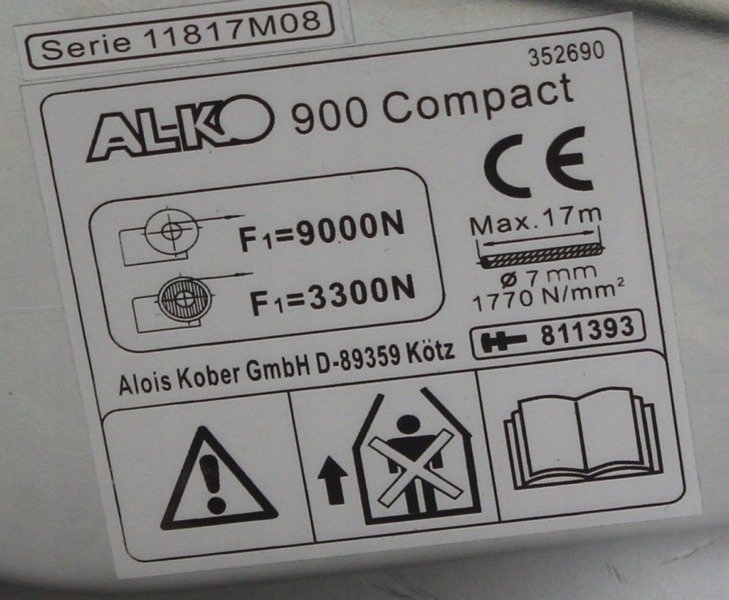 Serie 11817M08
352690
AL-KO 900 Compact
CE
F1=9000N
F1=3300N
Max.17m
Ø 7 mm
1770 N/mm²
811393
Alois Kober GmbH D-89359 Kötz